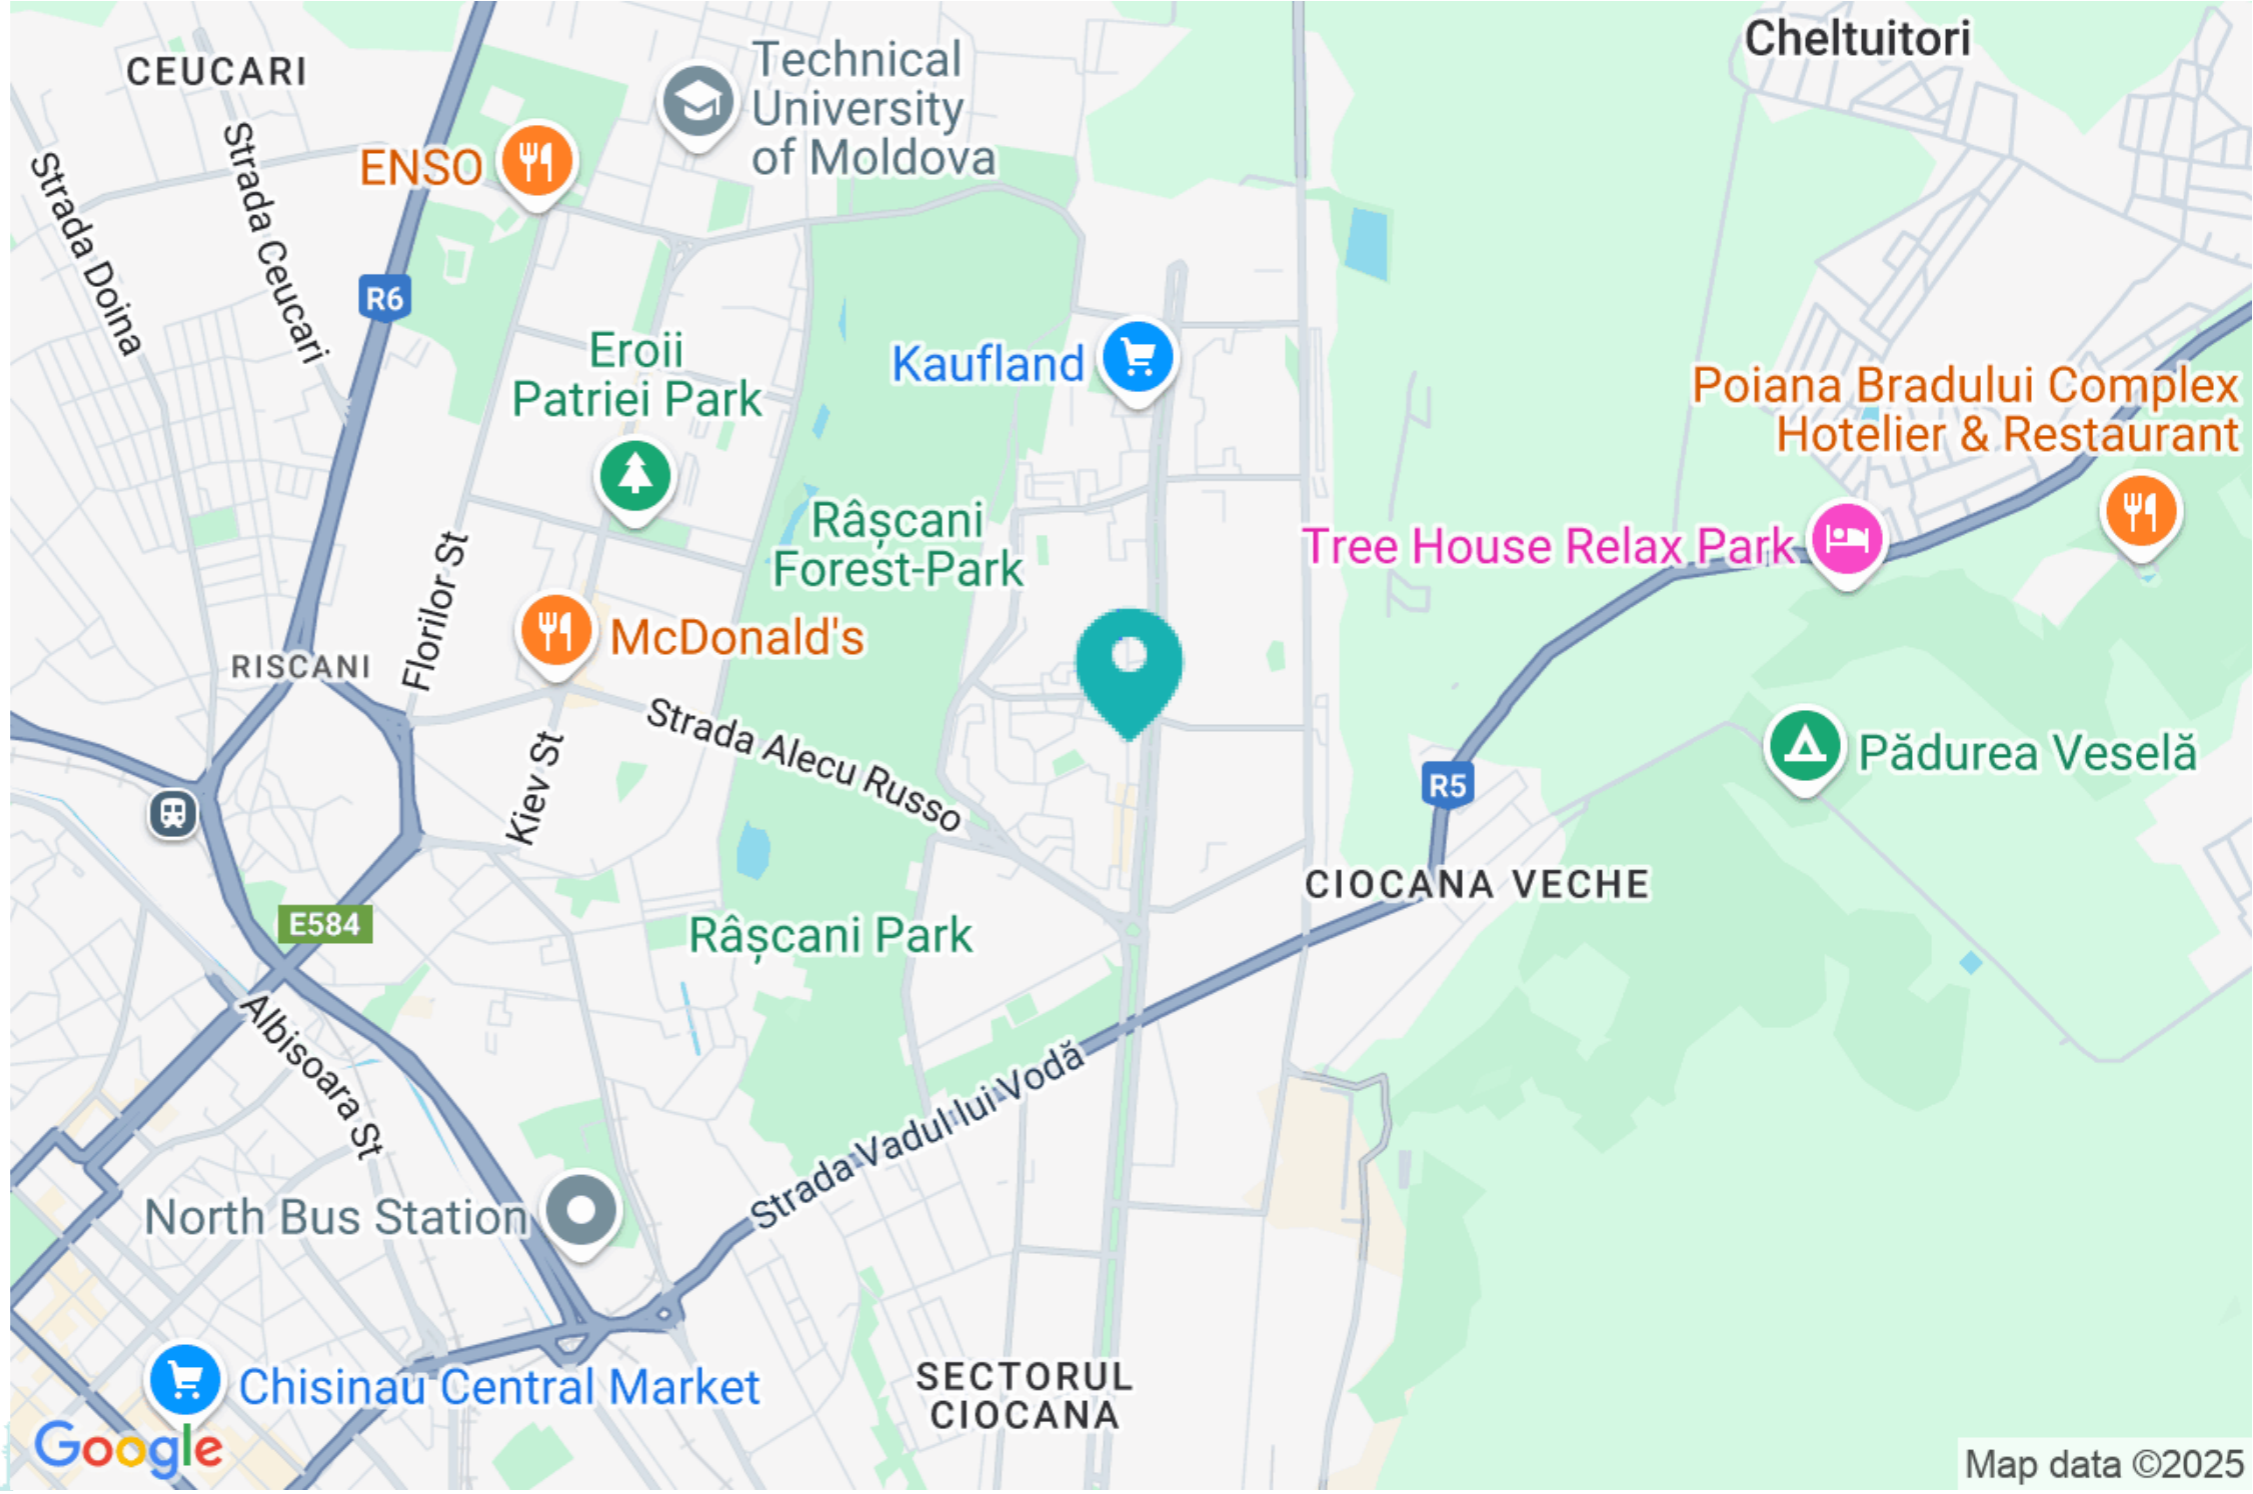 Cheltuitori
CEUCARI
Technical
University
of Moldova
ENSO
Strada Doina
Strada Ceucari
R6
Eroii
Patriei Park
Kaufland
Poiana Bradului Complex
Hotelier & Restaurant
Râșcani
Forest-Park
Tree House Relax Park
Florilor St
McDonald's
RISCANI
Strada Alecu Russo
Kiev St
Pădurea Veselă
R5
CIOCANA VECHE
E584
Râșcani Park
Albisoara St
Strada Vadul lui Vodă
North Bus Station
Chisinau Central Market
SECTORUL
CIOCANA
Google
Map data ©2025